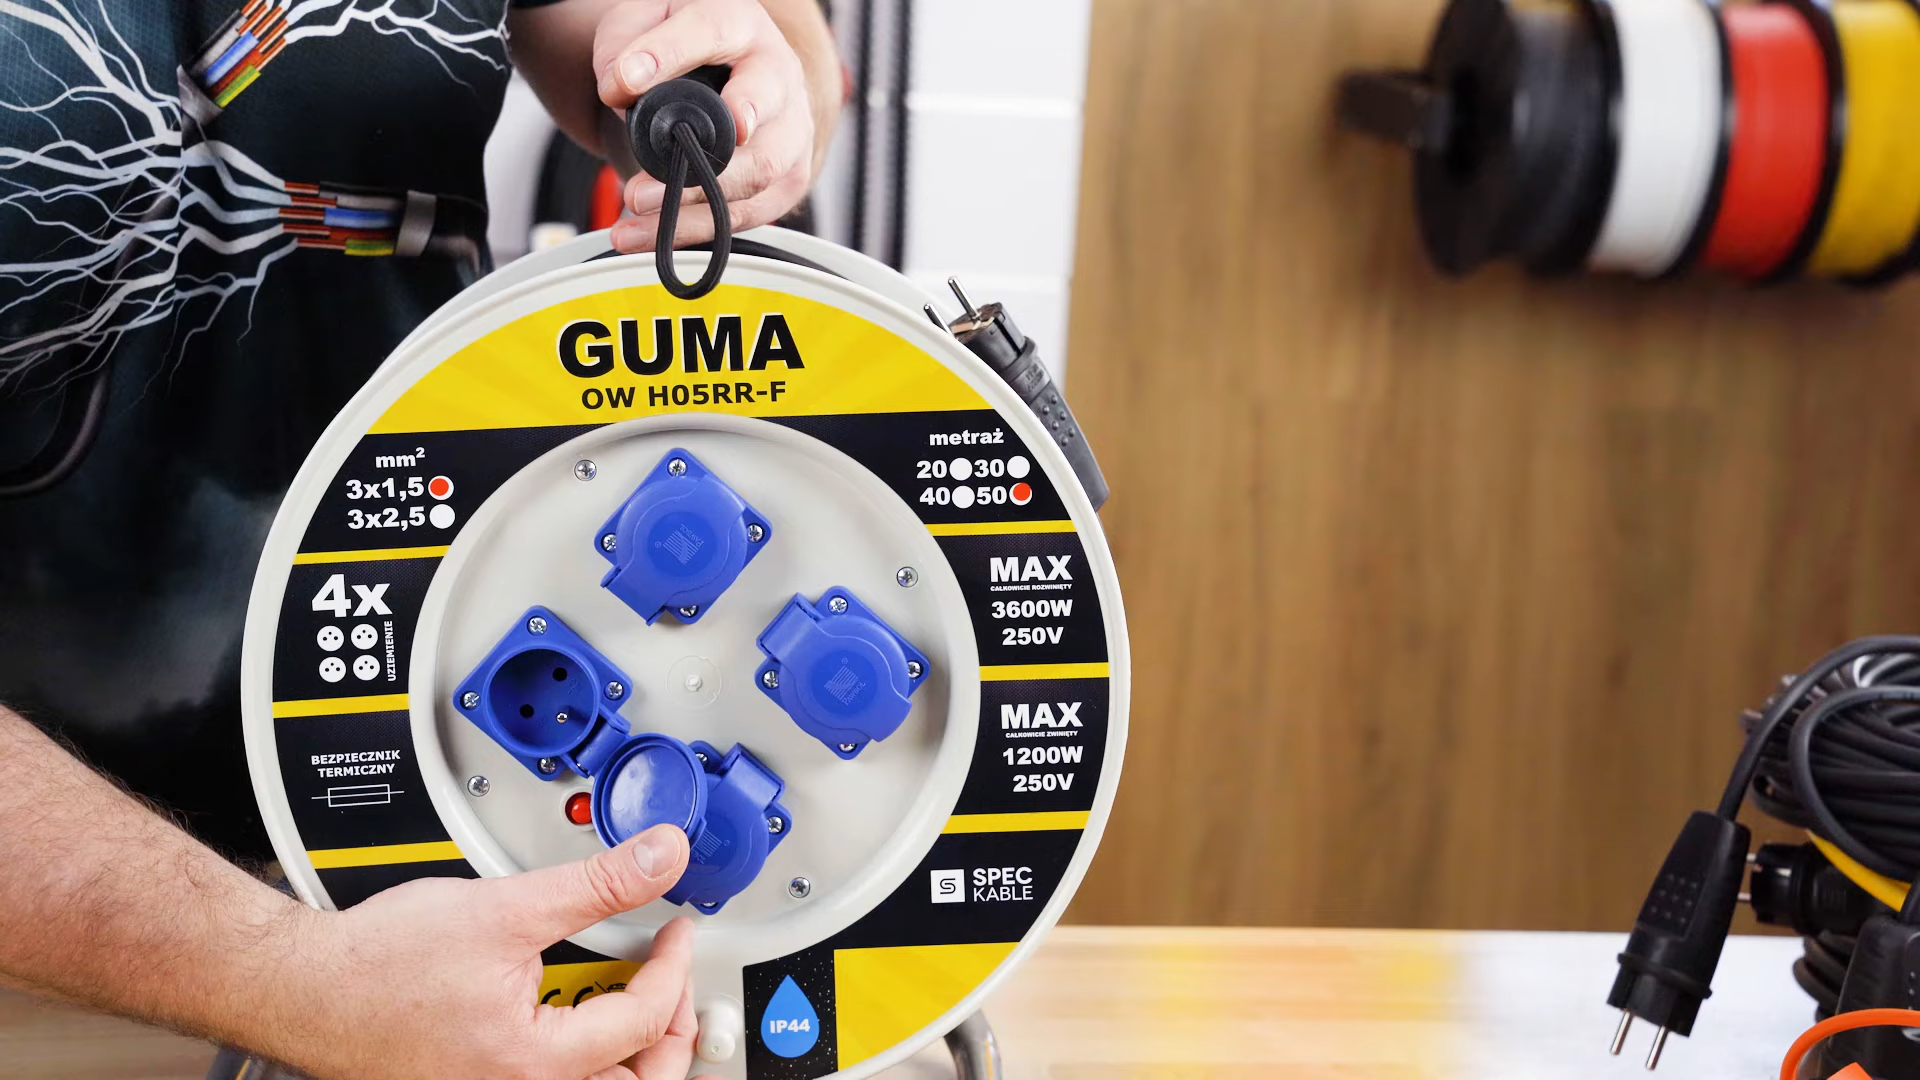 GUMA
OW H05RR-F
mm²
3x1,5
3x2,5
4x
UZIEMIENIE
BEZPIECZNIK
TERMICZNY
metraż
20 30
40 50
MAX
CAŁKOWICIE ROZWINIĘTY
3600W
250V
MAX
CAŁKOWICIE ZWINIĘTY
1200W
250V
SPEC
KABLE
IP44